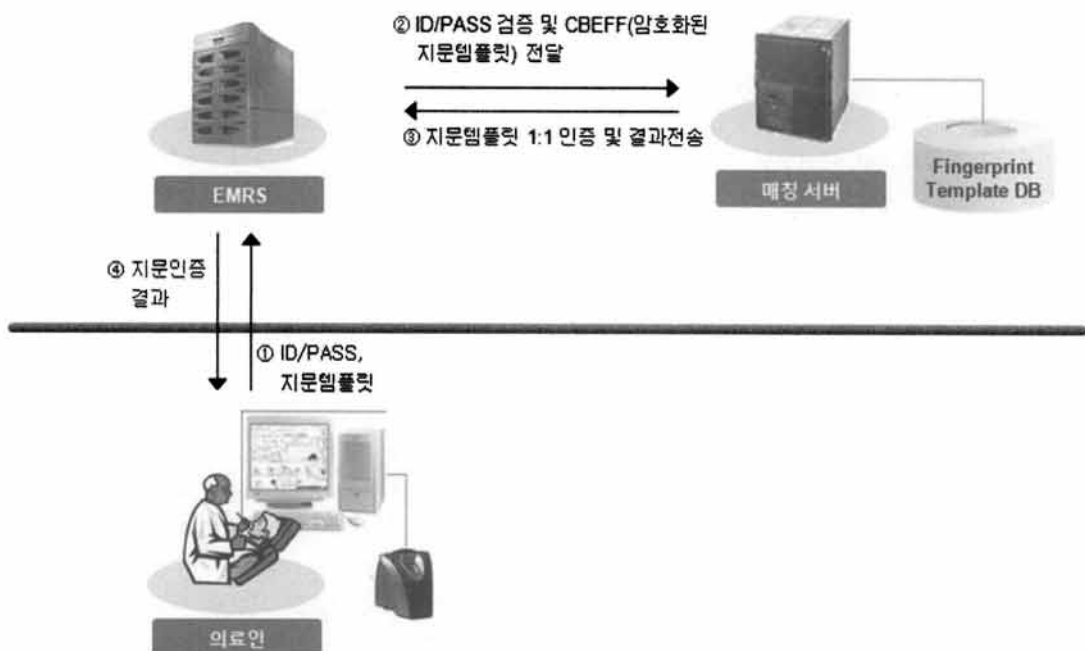 ② ID/PASS 검증 및 CBEFF(암호화된
지문템플릿) 전달
③ 지문템플릿 1:1 인증 및 결과전송
EMRS
매칭 서버
Fingerprint
Template DB
④ 지문인증
결과
① ID/PASS,
지문템플릿
의료인